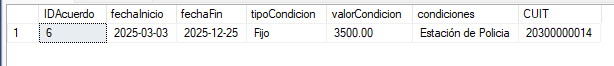 IDAcuerdo fechaInicio fechaFin tipoCondicion valorCondicion condiciones CUIT
1 6 2025-03-03 2025-12-25 Fijo 3500.00 Estación de Policia 20300000014